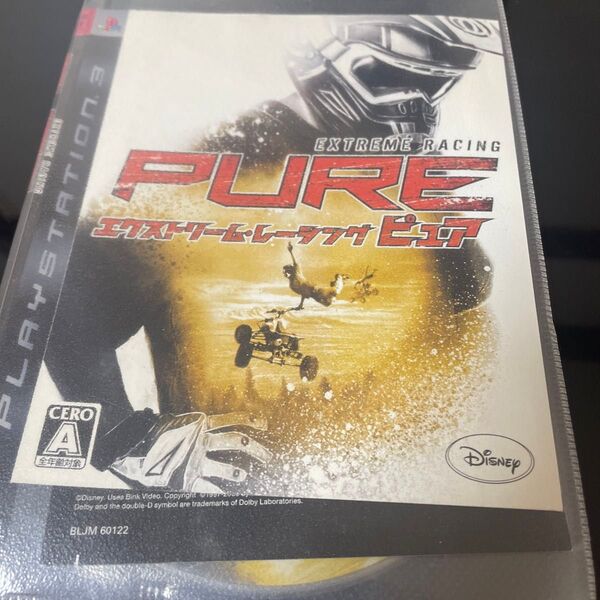 PLAYSTATION 3
EXTREME RACING
PURE
エクストリーム・レーシング ピュア
CERO
A
全年齢対象
Disney
©Disney. Uses Bink Video. Copyright ©1997-
Dolby and the double-D symbol are trademarks of Dolby Laboratories.
BLJM 60122